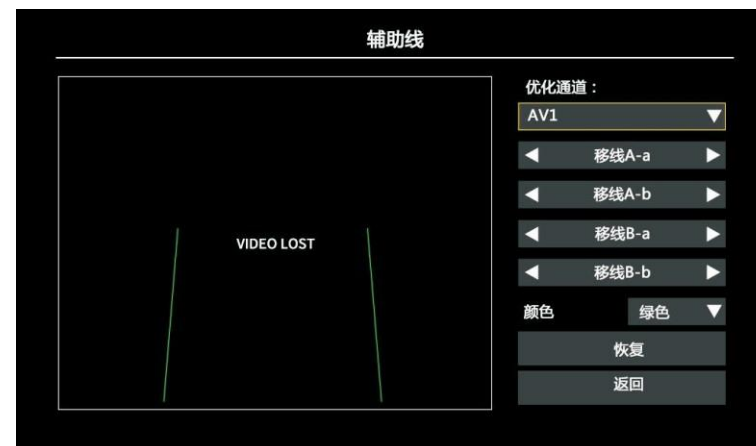 辅助线
VIDEO LOST
优化通道：
AV1
移线A-a
移线A-b
移线B-a
移线B-b
颜色 绿色
恢复
返回